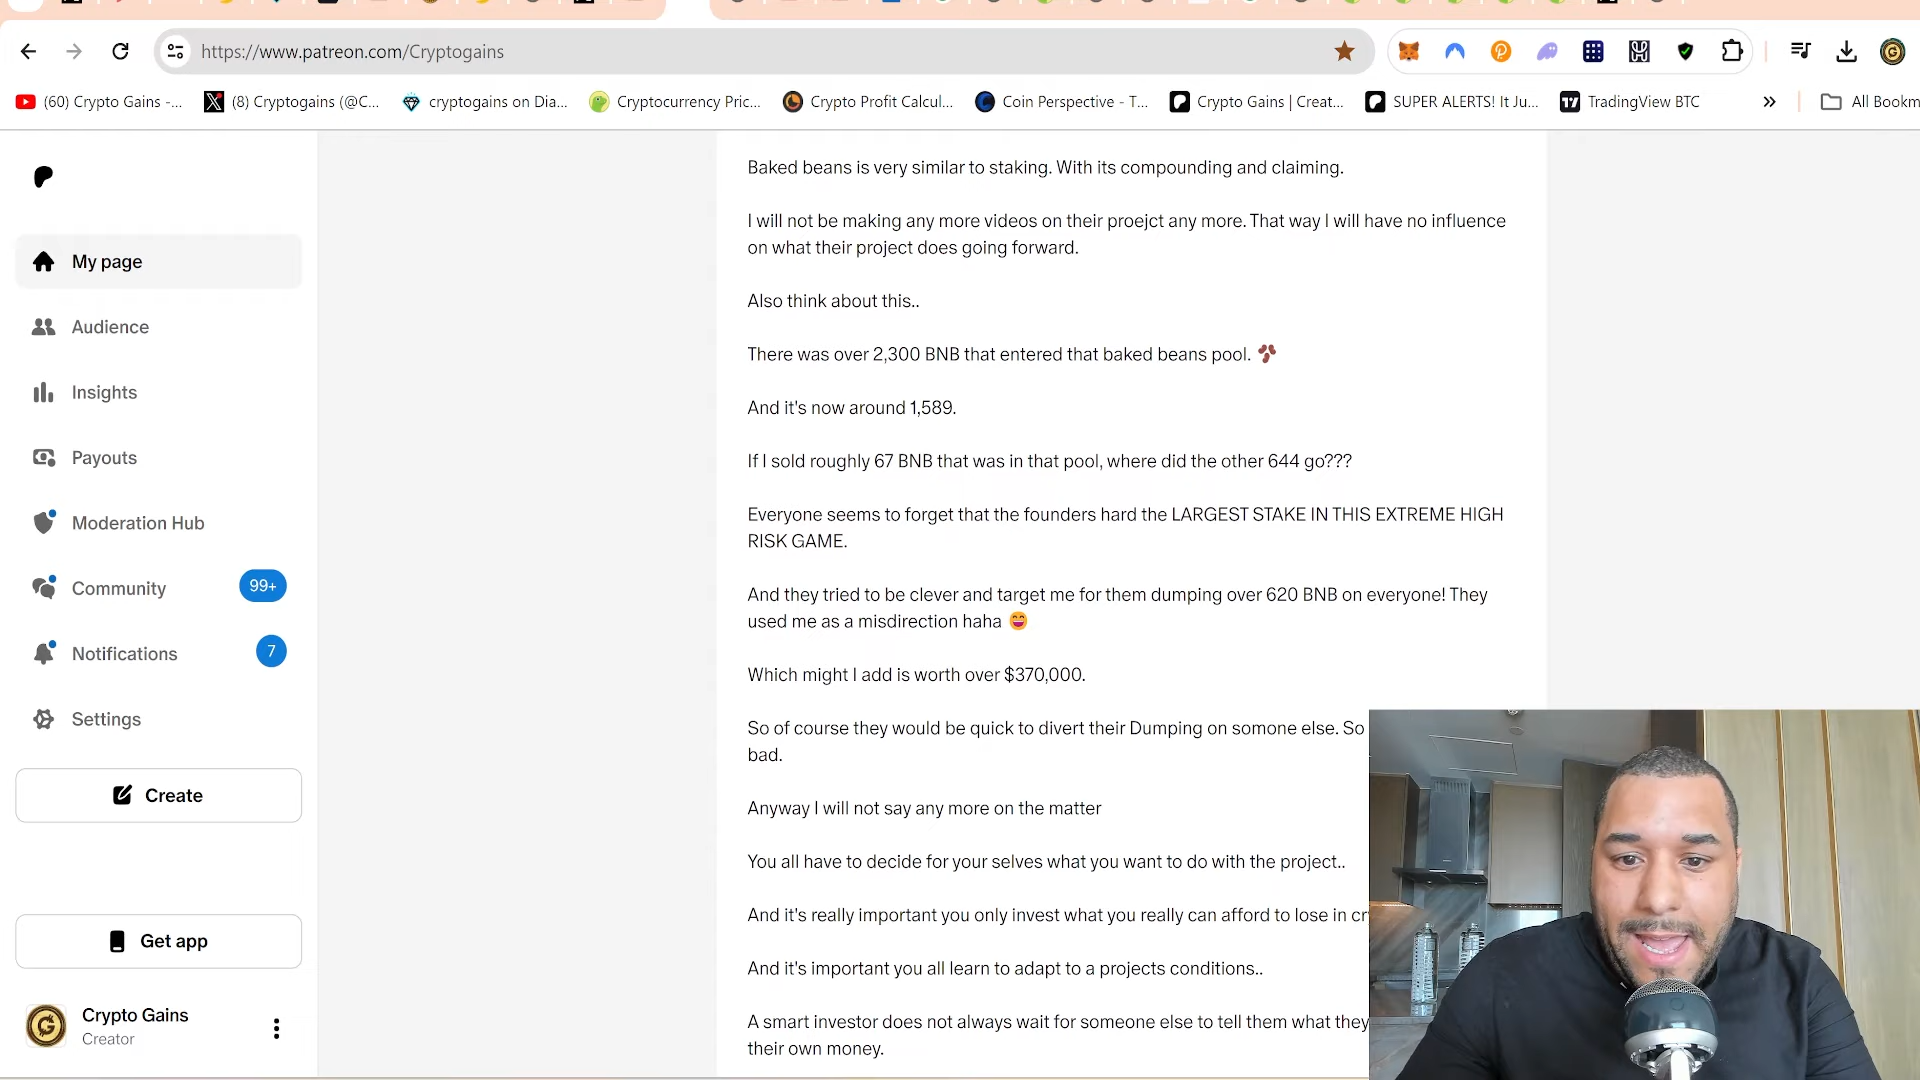 https://www.patreon.com/Cryptogains
(60) Crypto Gains -...
(8) Cryptogains (@C...
cryptogains on Dia...
Cryptocurrency Pric...
Crypto Profit Calcul...
Coin Perspective - T...
Crypto Gains | Creat...
SUPER ALERTS! It Ju...
TradingView BTC
All Bookm
My page
Audience
Insights
Payouts
Moderation Hub
Community
99+
Notifications
7
Settings
Create
Get app
Crypto Gains
Creator
Baked beans is very similar to staking. With its compounding and claiming.
I will not be making any more videos on their proejct any more. That way I will have no influence
on what their project does going forward.
Also think about this..
There was over 2,300 BNB that entered that baked beans pool. 🫘
And it's now around 1,589.
If I sold roughly 67 BNB that was in that pool, where did the other 644 go???
Everyone seems to forget that the founders hard the LARGEST STAKE IN THIS EXTREME HIGH
RISK GAME.
And they tried to be clever and target me for them dumping over 620 BNB on everyone! They
used me as a misdirection haha 😄
Which might I add is worth over $370,000.
So of course they would be quick to divert their Dumping on somone else. So
bad.
Anyway I will not say any more on the matter
You all have to decide for your selves what you want to do with the project..
And it's really important you only invest what you really can afford to lose in cr
And it's important you all learn to adapt to a projects conditions..
A smart investor does not always wait for someone else to tell them what they
their own money.